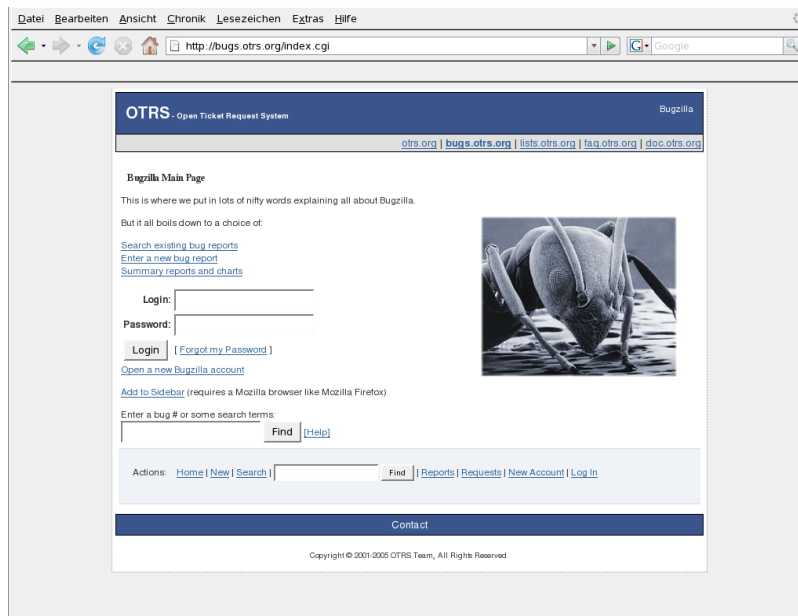 Datei Bearbeiten Ansicht Chronik Lesezeichen Extras Hilfe
http://bugs.otrs.org/index.cgi
G Google
OTRS - Open Ticket Request System
Bugzilla
otrs.org | bugs.otrs.org | lists.otrs.org | faq.otrs.org | doc.otrs.org
Bugzilla Main Page
This is where we put in lots of nifty words explaining all about Bugzilla.
But it all boils down to a choice of:
Search existing bug reports
Enter a new bug report
Summary reports and charts
Login:
Password:
Login [ Forgot my Password ]
Open a new Bugzilla account
Add to Sidebar (requires a Mozilla browser like Mozilla Firefox)
Enter a bug # or some search terms:
Find [Help]
Actions: Home | New | Search | Find | Reports | Requests | New Account | Log In
Contact
Copyright © 2001-2005 OTRS Team, All Rights Reserved.